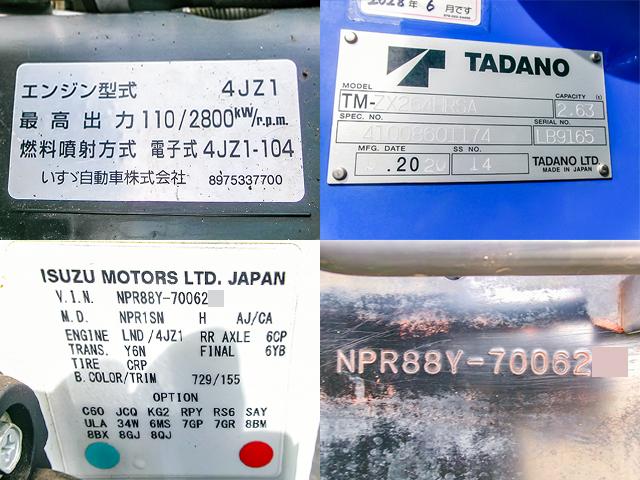 エンジン型式 4JZ1
最高出力 110/2800kW/r.p.m.
燃料噴射方式 電子式 4JZ1-104
いすゞ自動車株式会社 8975337700
2028年6月です
TADANO
MODEL
TM-ZX264HRSA
CAPACITY (t)
2.63
SPEC. NO.
SERIAL NO.
LB9165
MFG. DATE
.2020
SS NO.
14
TADANO LTD.
MADE IN JAPAN
ISUZU MOTORS LTD. JAPAN
V.I.N. NPR88Y-70062
M.D. NPR1SN H AJ/CA
ENGINE LND/4JZ1 RR AXLE 6CP
TRANS. Y6N FINAL 6YB
TIRE CRP
B.COLOR/TRIM 729/155
OPTION
C60 JCQ KG2 RPY RS6 SAY
ULA 34W 6MS 7GP 7GR 8BM
8BX 8GJ 8QJ
NPR88Y-70062